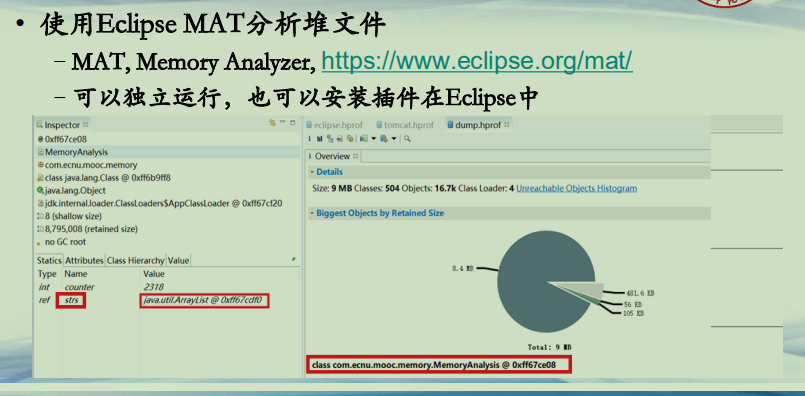 • 使用Eclipse MAT分析堆文件
– MAT, Memory Analyzer, https://www.eclipse.org/mat/
– 可以独立运行，也可以安装插件在Eclipse中
Inspector
0xff67ce08
MemoryAnalysis
com.ecnu.mooc.memory
class java.lang.Class @ 0xff6b9ff8
java.lang.Object
jdk.internal.loader.ClassLoaders$AppClassLoader @ 0xff67cf20
8 (shallow size)
8,795,008 (retained size)
no GC root
Statics Attributes Class Hierarchy Value
Type Name Value
int counter 2318
ref strs java.util.ArrayList @ 0xff67cdf0
eclipse.hprof tomcat.hprof dump.hprof
i Overview
Details
Size: 9 MB Classes: 504 Objects: 16.7k Class Loader: 4 Unreachable Objects Histogram
Biggest Objects by Retained Size
8.4 MB
481.6 KB
56 KB
105 KB
Total: 9 MB
class com.ecnu.mooc.memory.MemoryAnalysis @ 0xff67ce08